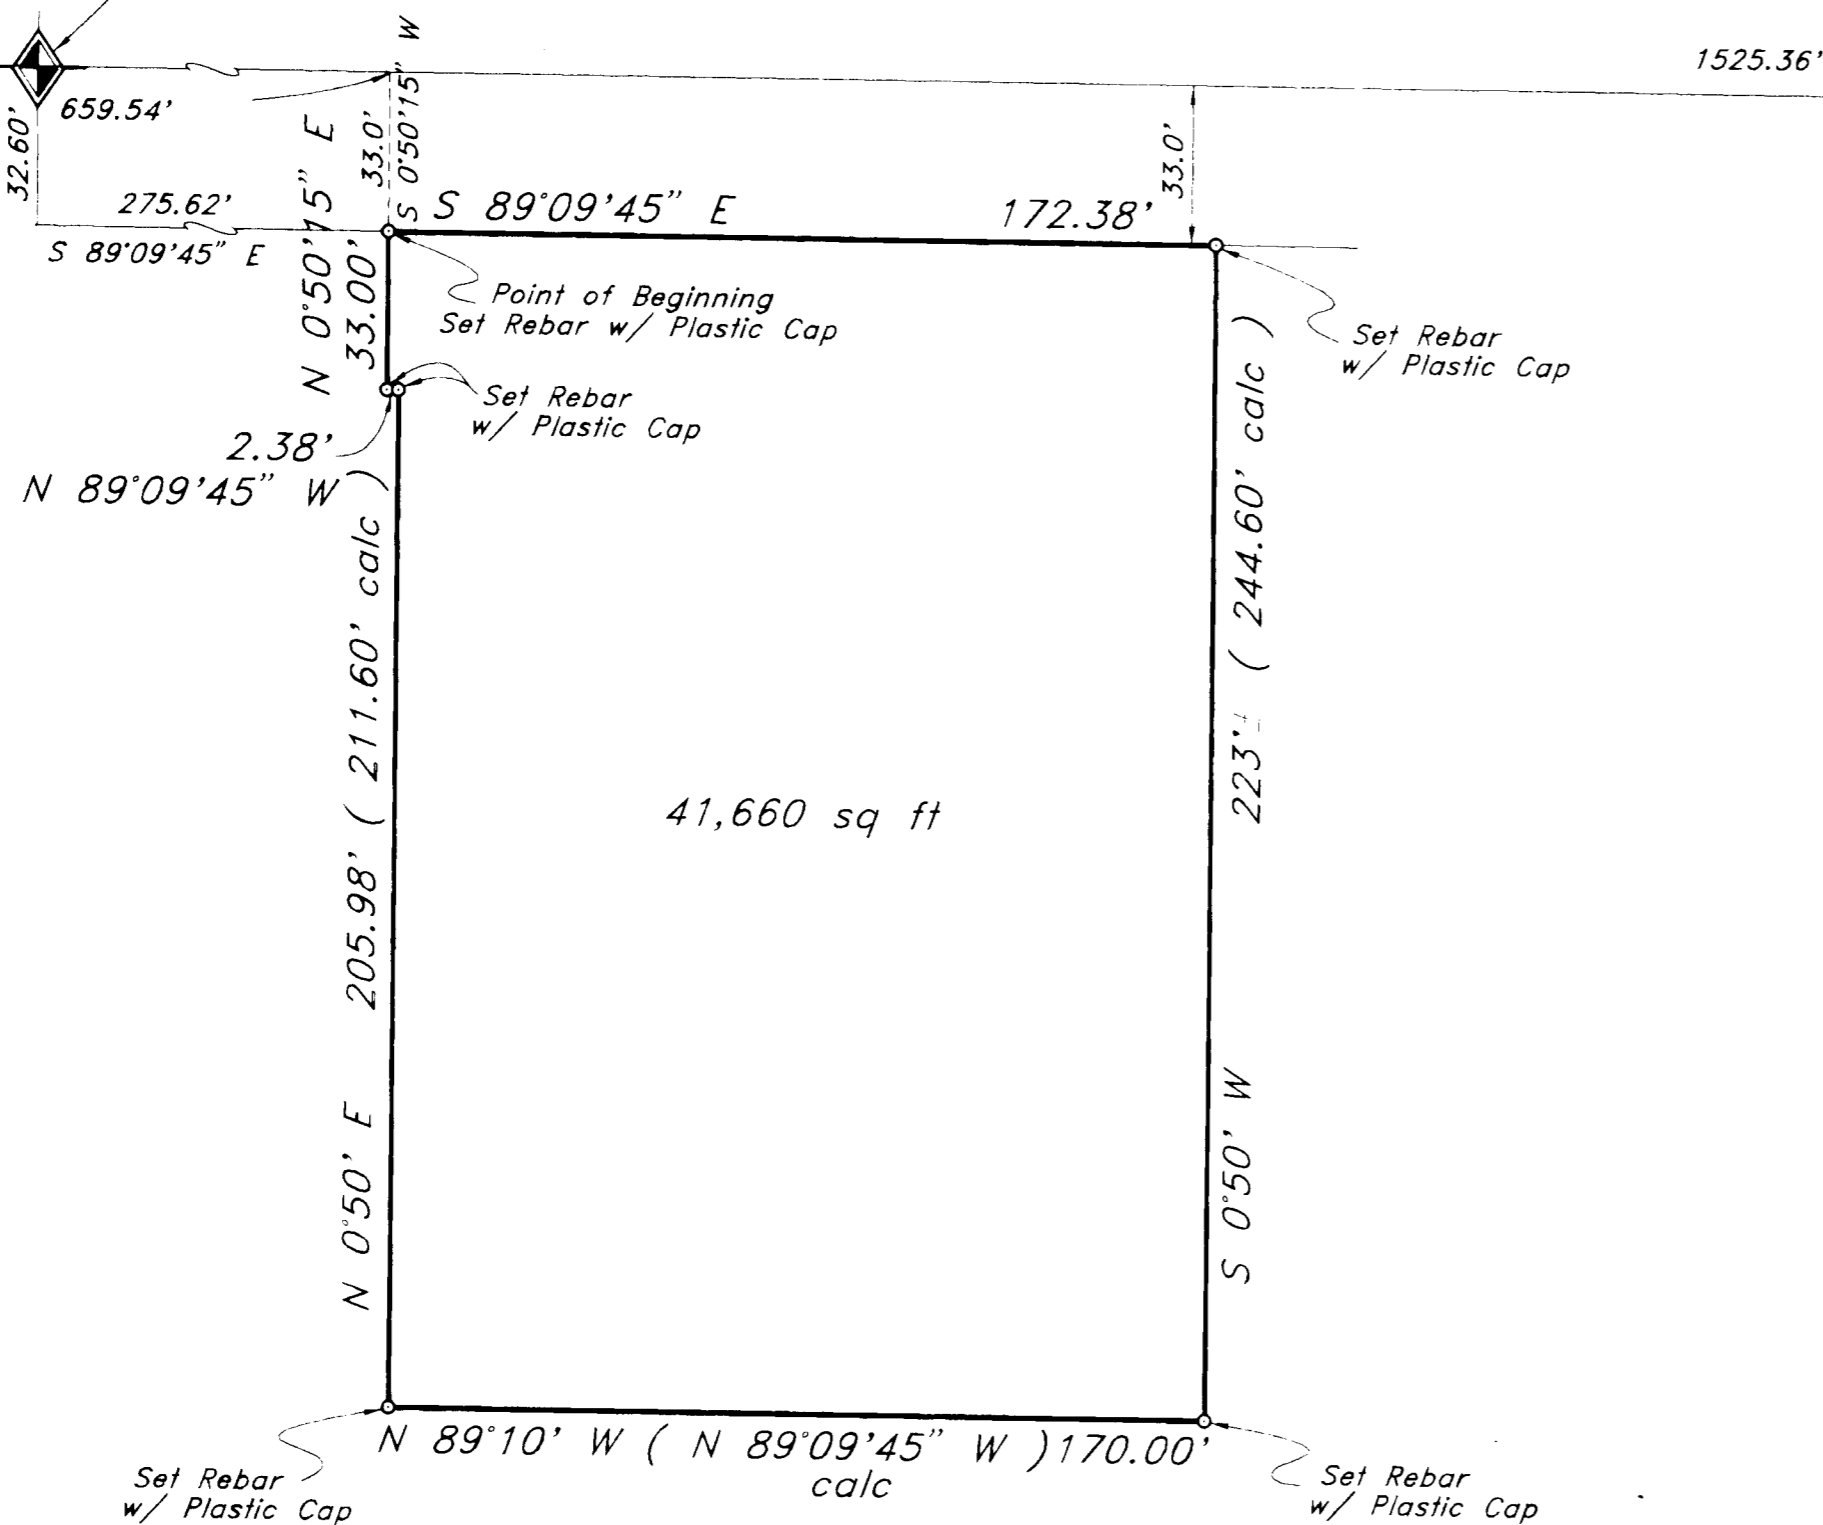 1525.36'
659.54'
32.60'
33.0'
S 0°50'15" W
33.0'
275.62'
S 89°09'45" E
N 0°50'15" E
33.00'
S 89°09'45" E 172.38'
Point of Beginning
Set Rebar w/ Plastic Cap
Set Rebar
w/ Plastic Cap
Set Rebar
w/ Plastic Cap
2.38'
N 89°09'45" W
N 0°50' E 205.98' ( 211.60' calc )
41,660 sq ft
S 0°50' W 223'± ( 244.60' calc )
N 89°10' W ( N 89°09'45" W )170.00'
calc
Set Rebar
w/ Plastic Cap
Set Rebar
w/ Plastic Cap